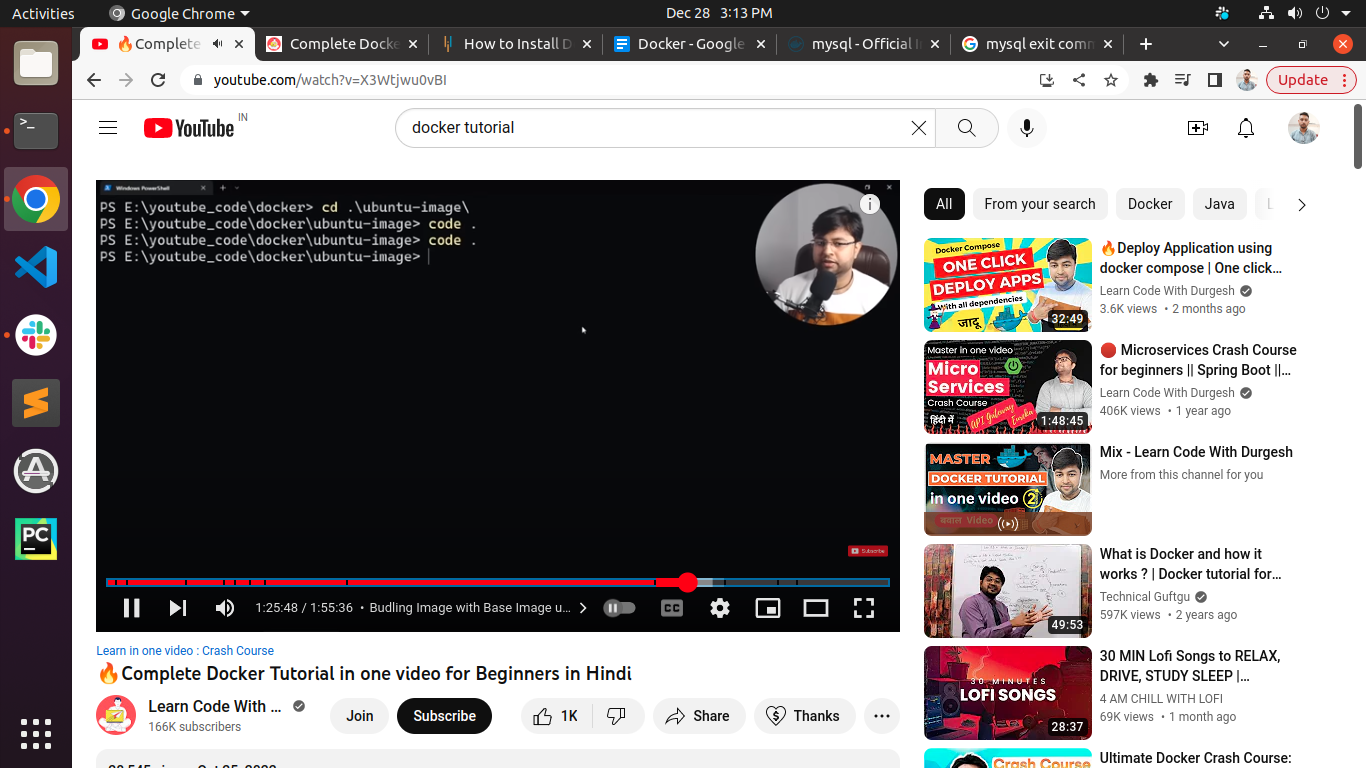 Activities
Google Chrome
Dec 28 3:13 PM
🔥Complete
Complete Docke
How to Install D
Docker - Google
mysql - Official I
mysql exit comm
youtube.com/watch?v=X3Wtjwu0vBI
Update
YouTube IN
docker tutorial
Windows PowerShell
PS E:\youtube_code\docker> cd .\ubuntu-image\
PS E:\youtube_code\docker\ubuntu-image> code .
PS E:\youtube_code\docker\ubuntu-image> code .
PS E:\youtube_code\docker\ubuntu-image>
Subscribe
1:25:48 / 1:55:36 • Budling Image with Base Image u...
CC
Learn in one video : Crash Course
🔥Complete Docker Tutorial in one video for Beginners in Hindi
Learn Code With ...
166K subscribers
Join
Subscribe
1K
Share
Thanks
All
From your search
Docker
Java
Docker Compose
ONE CLICK
DEPLOY APPS
With all dependencies
जादू
32:49
🔥Deploy Application using
docker compose | One click...
Learn Code With Durgesh
3.6K views • 2 months ago
Master in one video
Micro
Services
Crash Course
हिंदी में
API Gateway
Eureka
1:48:45
🛑 Microservices Crash Course
for beginners || Spring Boot ||...
Learn Code With Durgesh
406K views • 1 year ago
MASTER
DOCKER TUTORIAL
in one video 2
Video
Mix - Learn Code With Durgesh
More from this channel for you
49:53
What is Docker and how it
works ? | Docker tutorial for...
Technical Guftgu
597K views • 2 years ago
30 MINUTES
LOFI SONGS
28:37
30 MIN Lofi Songs to RELAX,
DRIVE, STUDY SLEEP |...
4 AM CHILL WITH LOFI
69K views • 1 month ago
Crash Course
Ultimate Docker Crash Course:
>_
PC